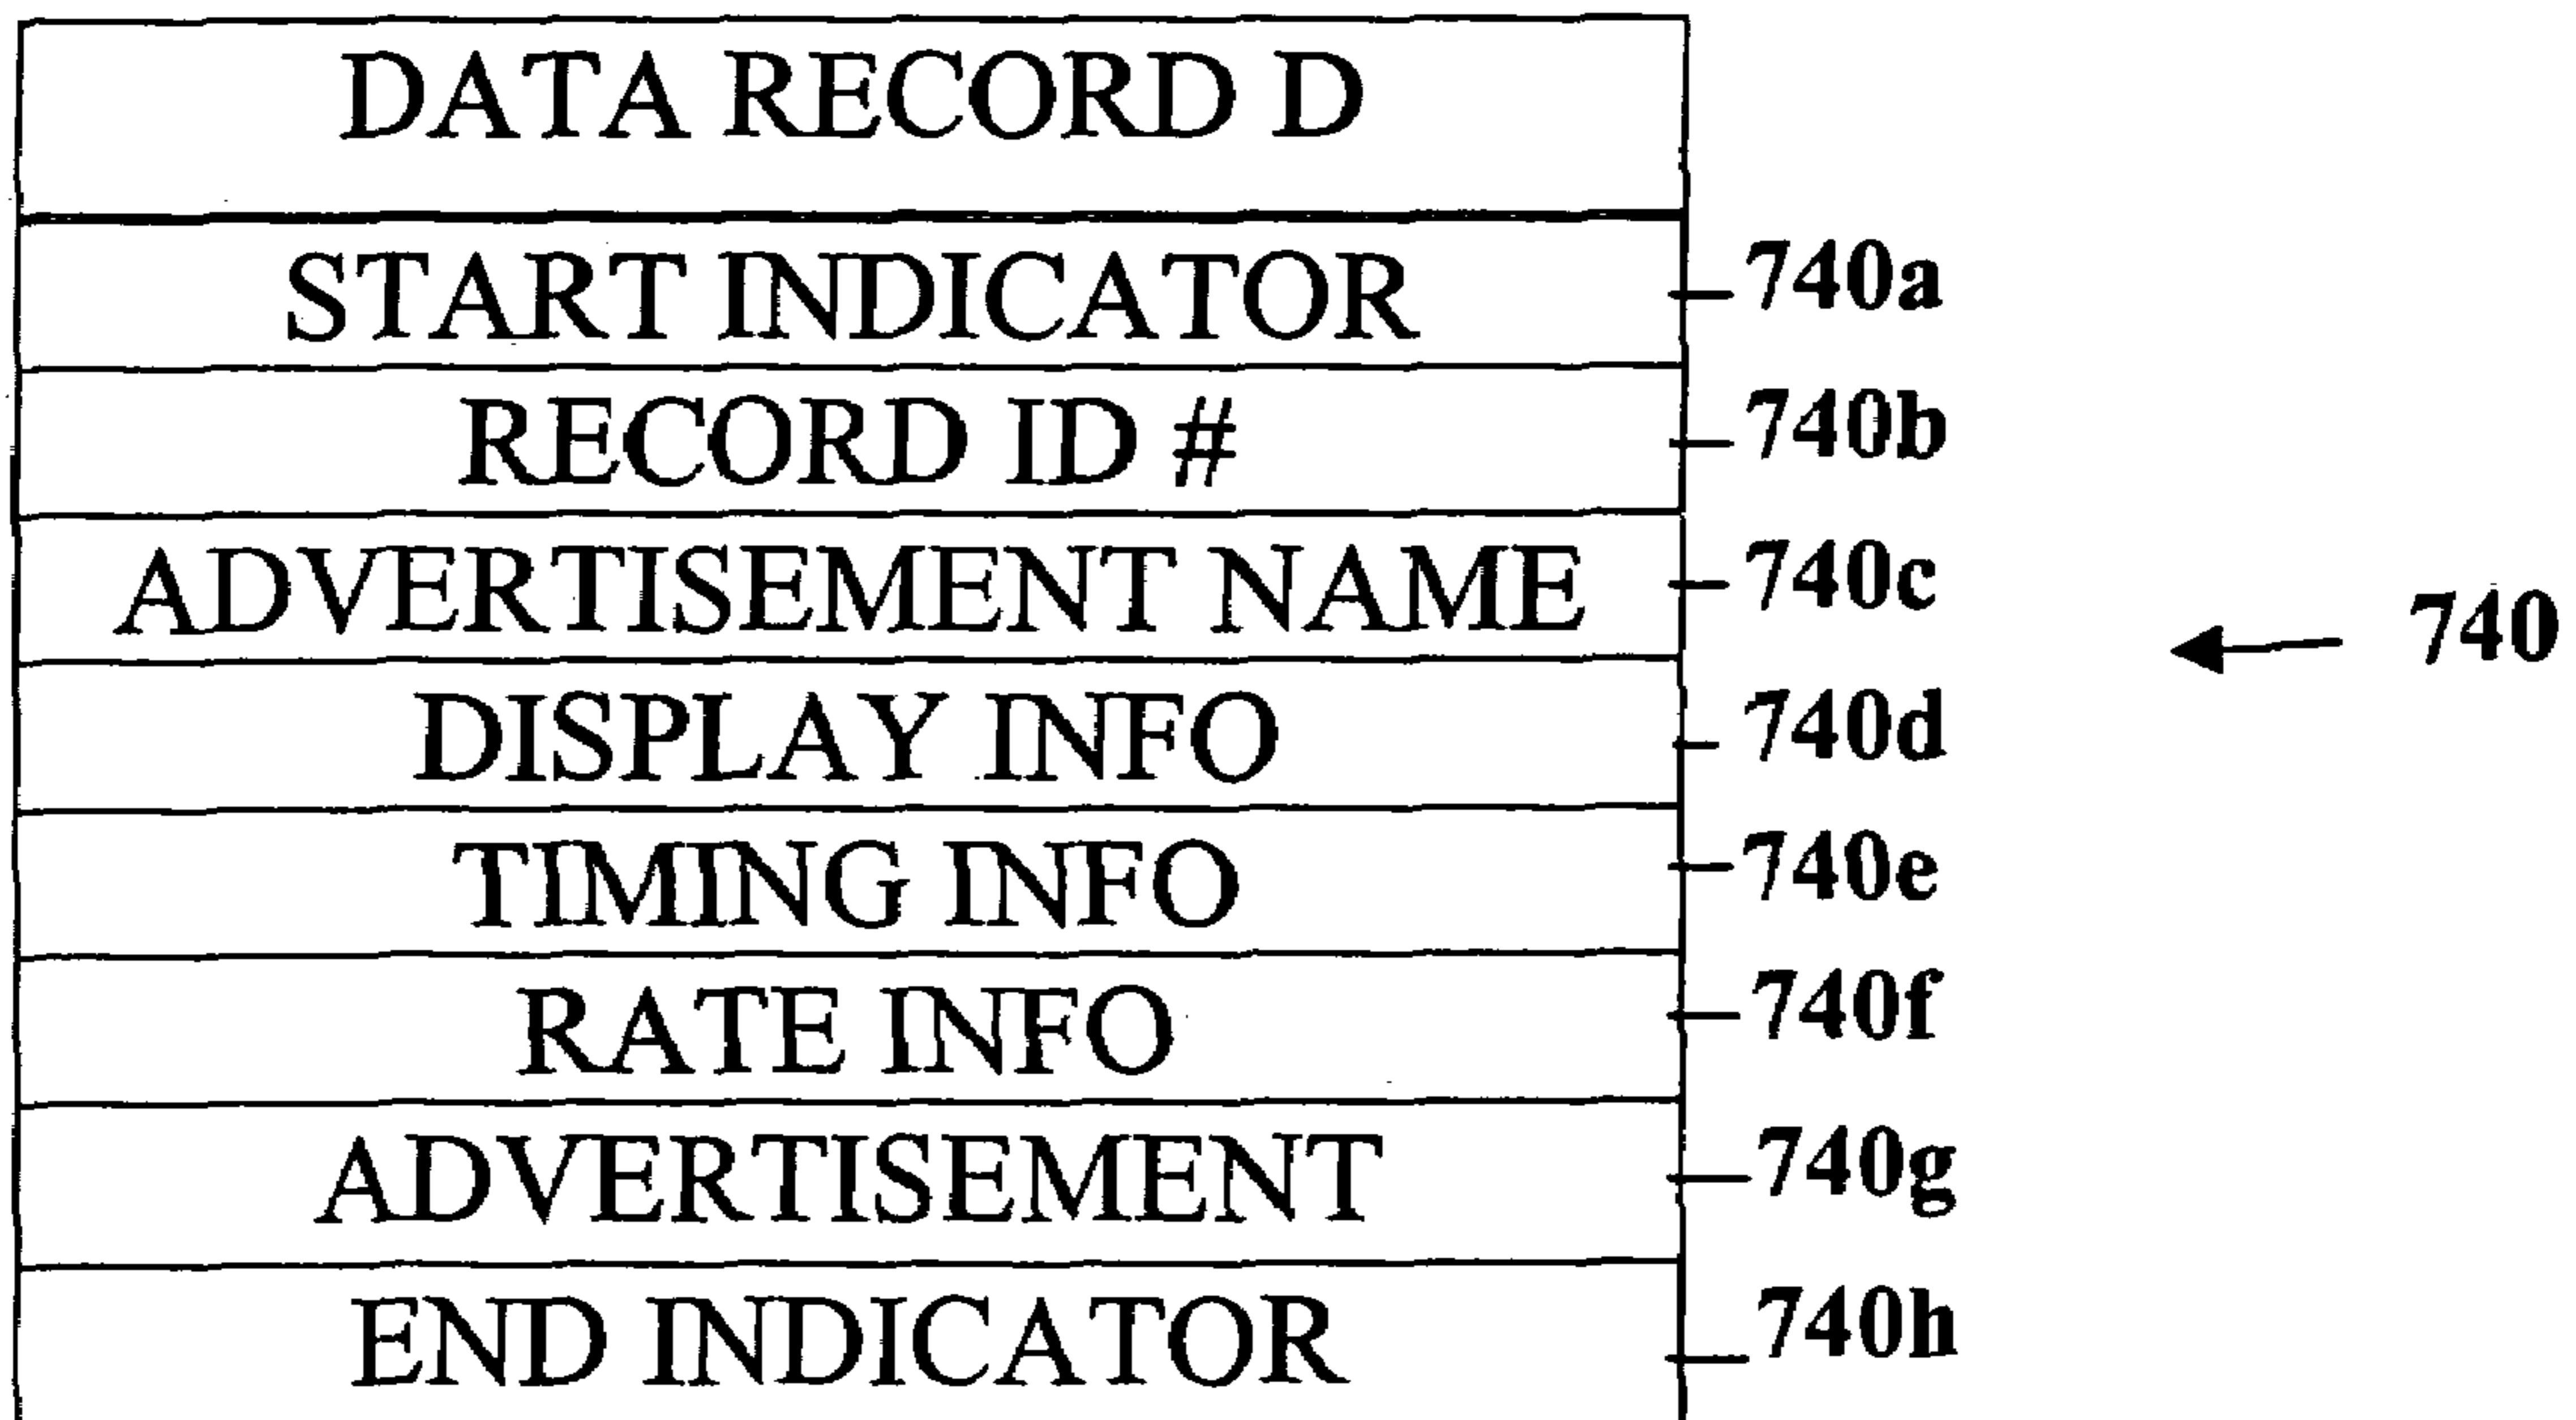 DATA RECORD D
START INDICATOR 740a
RECORD ID # 740b
ADVERTISEMENT NAME 740c
740
DISPLAY INFO 740d
TIMING INFO 740e
RATE INFO 740f
ADVERTISEMENT 740g
END INDICATOR 740h